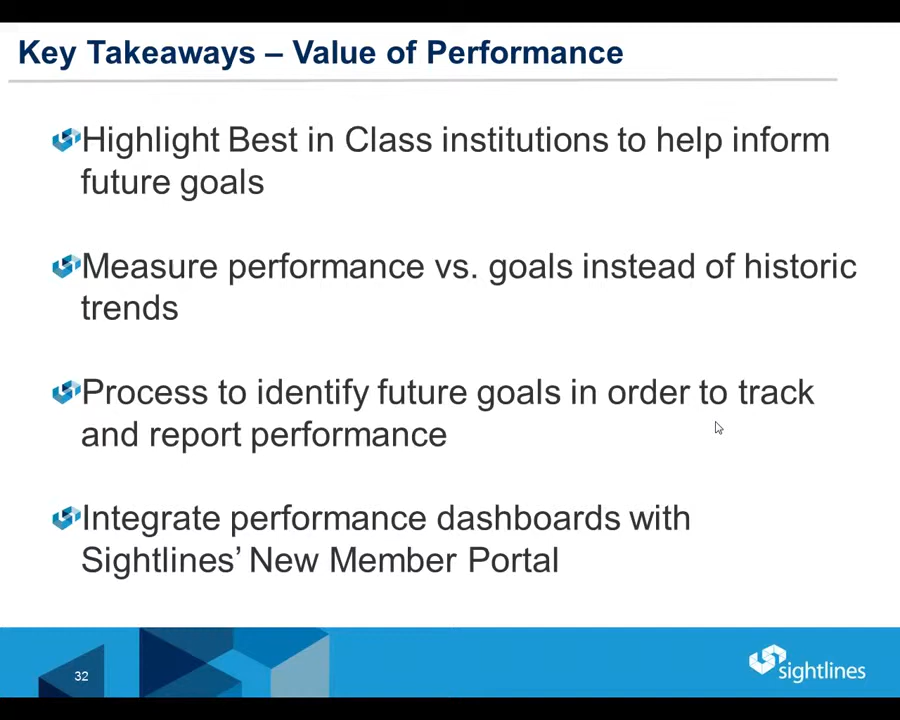 Key Takeaways – Value of Performance
Highlight Best in Class institutions to help inform
future goals
Measure performance vs. goals instead of historic
trends
Process to identify future goals in order to track
and report performance
Integrate performance dashboards with
Sightlines’ New Member Portal
32
sightlines